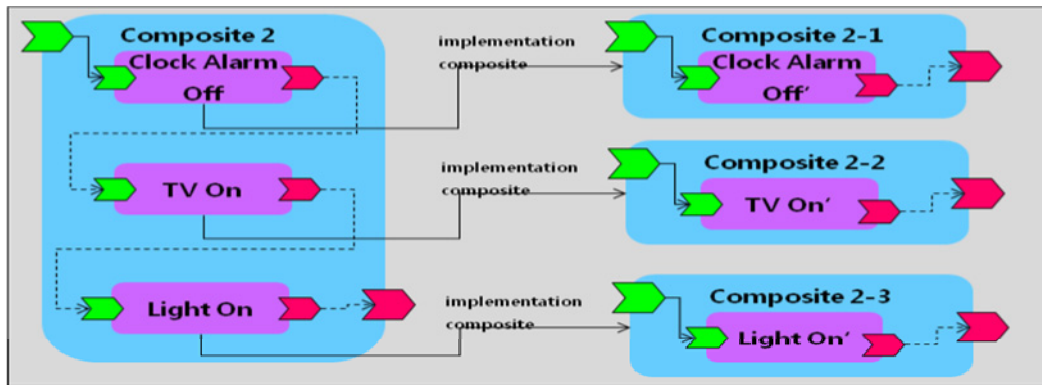 Composite 2
Clock Alarm
Off
TV On
Light On
implementation
composite
implementation
composite
implementation
composite
Composite 2-1
Clock Alarm
Off′
Composite 2-2
TV On′
Composite 2-3
Light On′